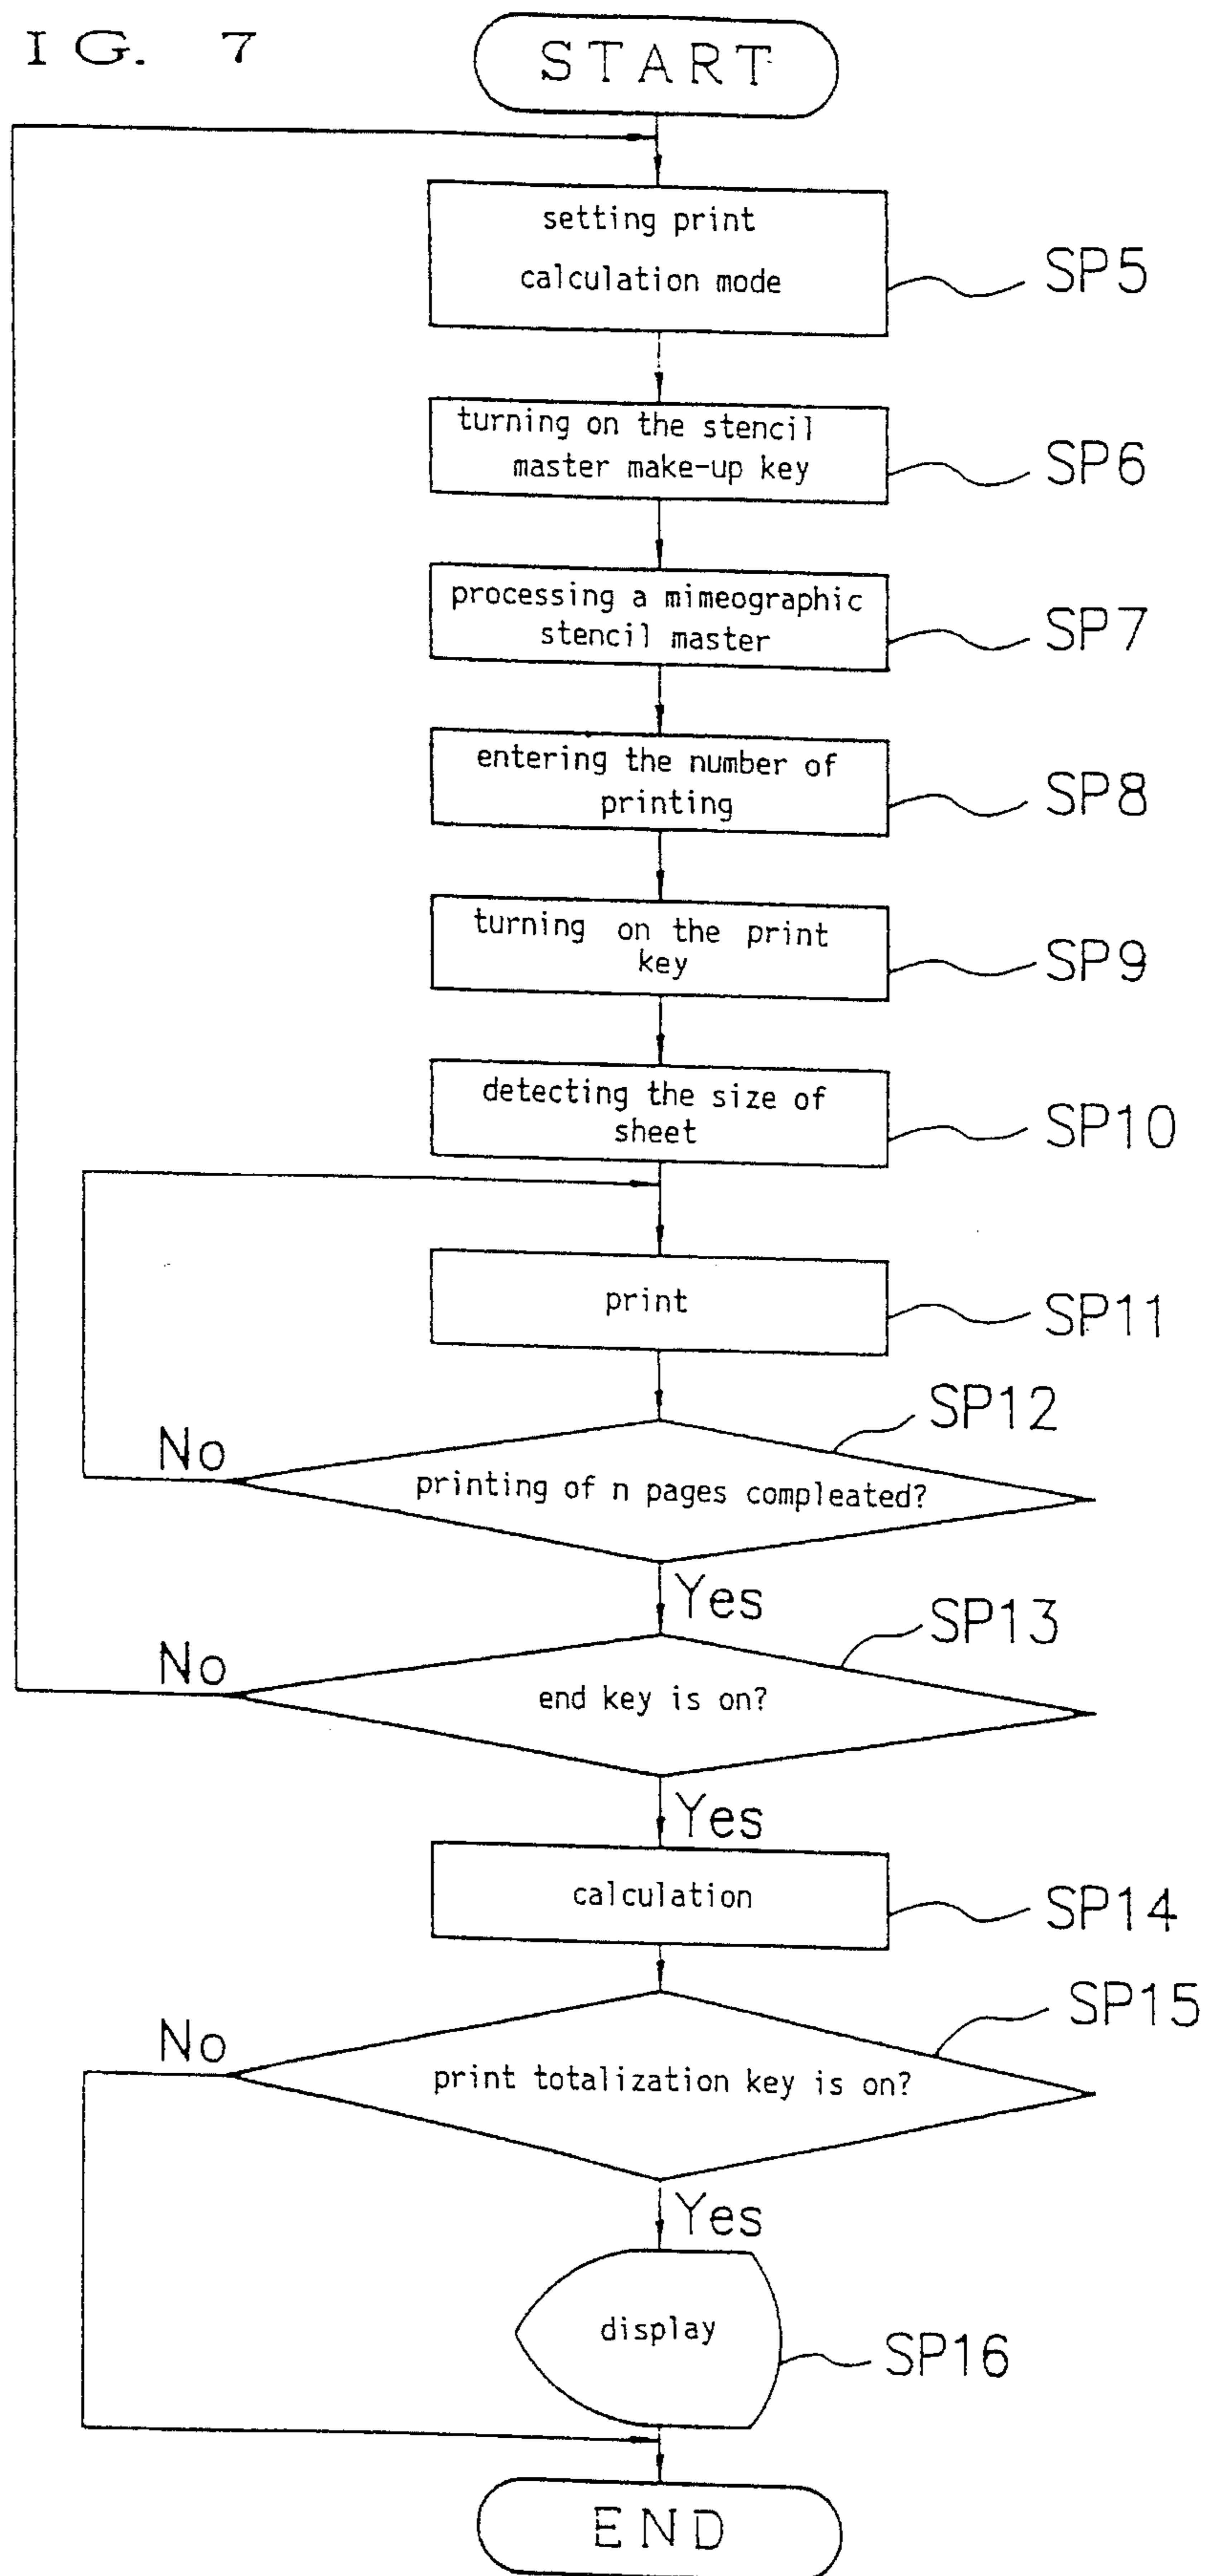 I G. 7
START
setting print
calculation mode
SP5
turning on the stencil
master make-up key
SP6
processing a mimeographic
stencil master
SP7
entering the number of
printing
SP8
turning on the print
key
SP9
detecting the size of
sheet
SP10
print
SP11
SP12
No
printing of n pages compleated?
Yes
SP13
No
end key is on?
Yes
calculation
SP14
SP15
No
print totalization key is on?
Yes
display
SP16
END